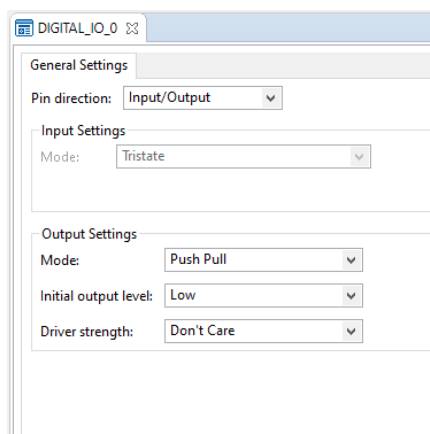 DIGITAL_IO_0
General Settings
Pin direction: Input/Output
Input Settings
Mode: Tristate
Output Settings
Mode: Push Pull
Initial output level: Low
Driver strength: Don't Care